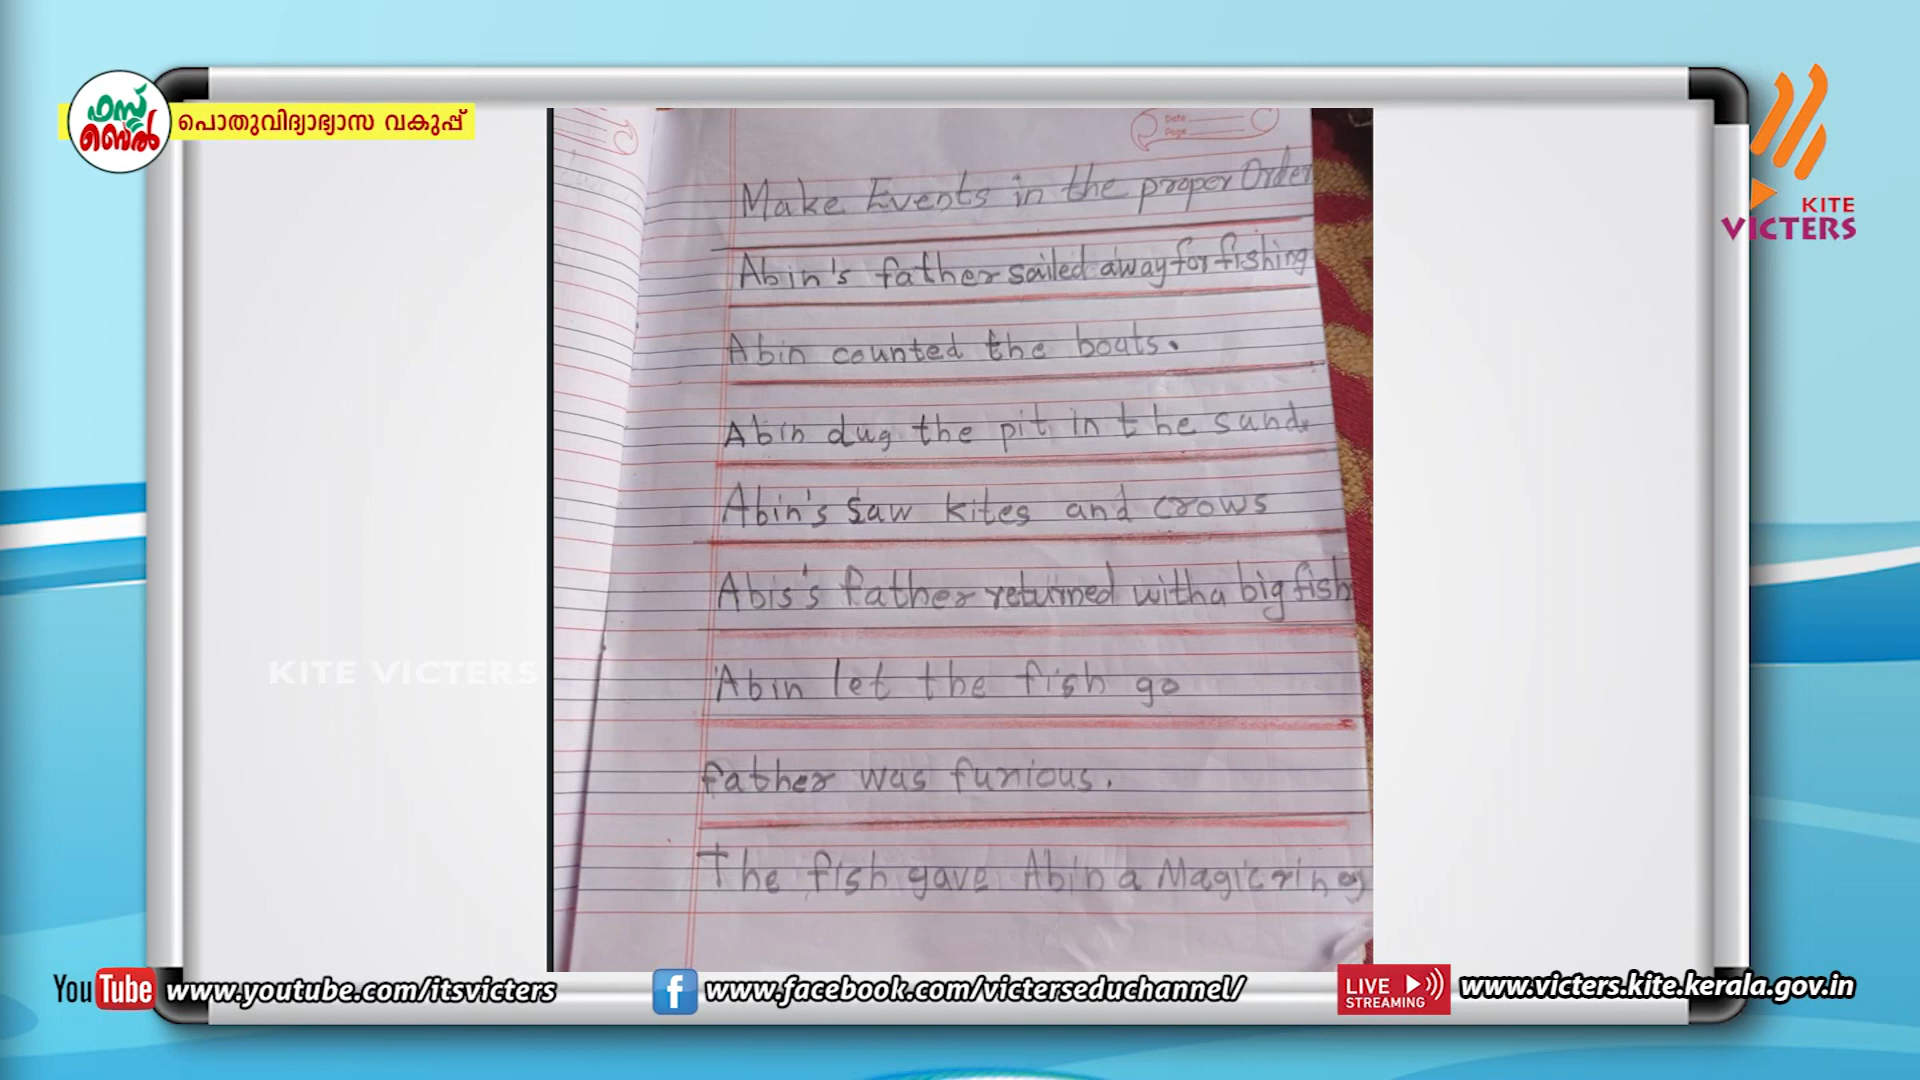 ഫസ്റ്റ്
ബെൽ
പൊതുവിദ്യാഭ്യാസ വകുപ്പ്
KITE
VICTERS
Date
Page
Make Events in the proper Order
Abin's father sailed away for fishing
Abin counted the boats.
Abin dug the pit in the sand.
Abin's saw kites and crows
Abis's father returned with a big fish
Abin let the fish go
father was funious.
The fish gave Abin a Magic ring
KITE VICTERS
YouTube www.youtube.com/itsvicters
f www.facebook.com/victerseduchannel/
LIVE STREAMING www.victers.kite.kerala.gov.in